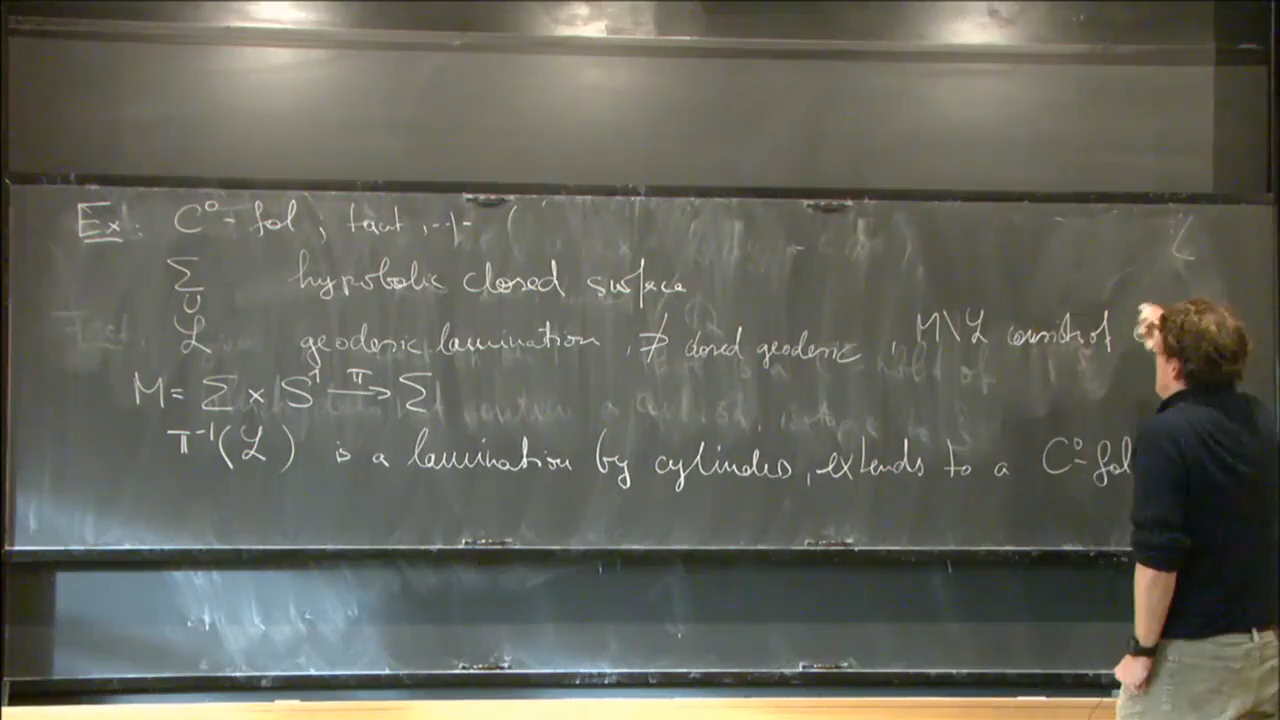 Ex: C⁰-fol, taut, ++
Σ hyperbolic closed surface
∪
ℒ geodesic lamination, ∌ closed geodesic, M\ℒ consists of
M = Σ × S¹ —π→ Σ
π⁻¹(ℒ) is a lamination by cylinders, extends to a C⁰-fol